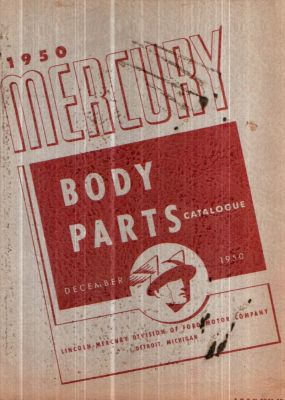 1950
MERCURY
BODY
PARTS CATALOGUE
DECEMBER 1950
LINCOLN-MERCURY DIVISION OF FORD MOTOR COMPANY
DETROIT, MICHIGAN